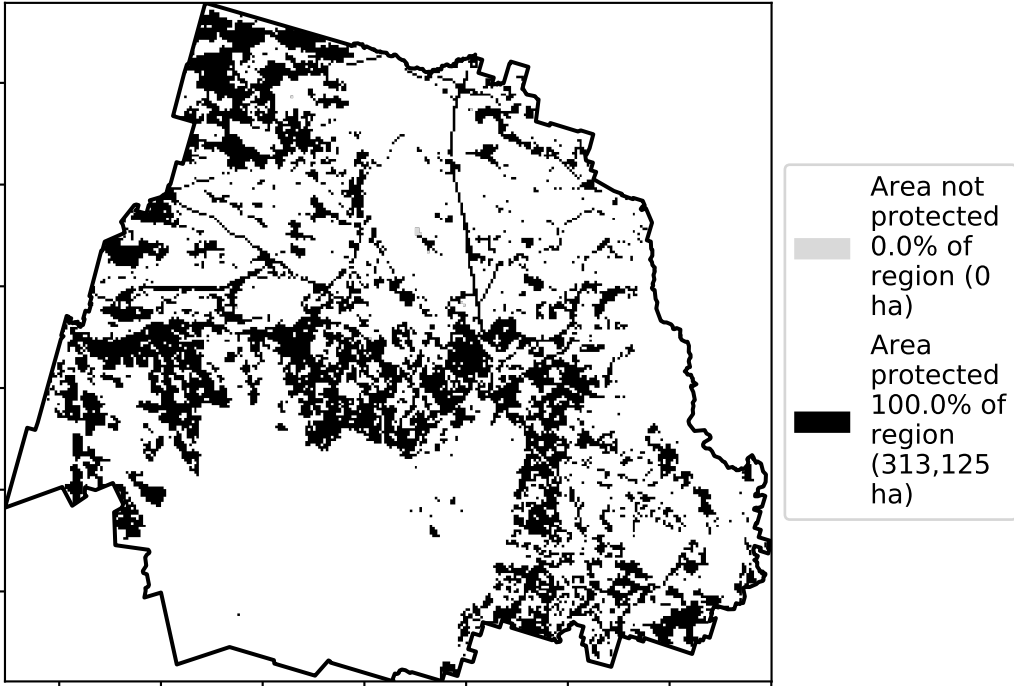 Area not
protected
0.0% of
region (0
ha)
Area
protected
100.0% of
region
(313,125
ha)